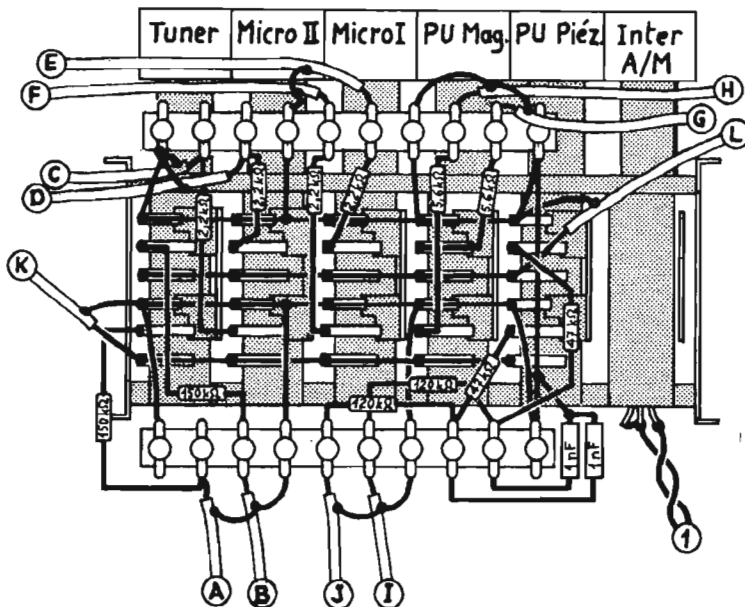 Tuner Micro II Micro I PU Mag. PU Piéz. Inter A/M
E
F
H
G
C
L
D
2,2kΩ 2,2kΩ 2,2kΩ 2,2kΩ 5,6kΩ 5,6kΩ
K
47kΩ
150kΩ 150kΩ 120kΩ 120kΩ 47kΩ
1nF 1nF
1
A B J I